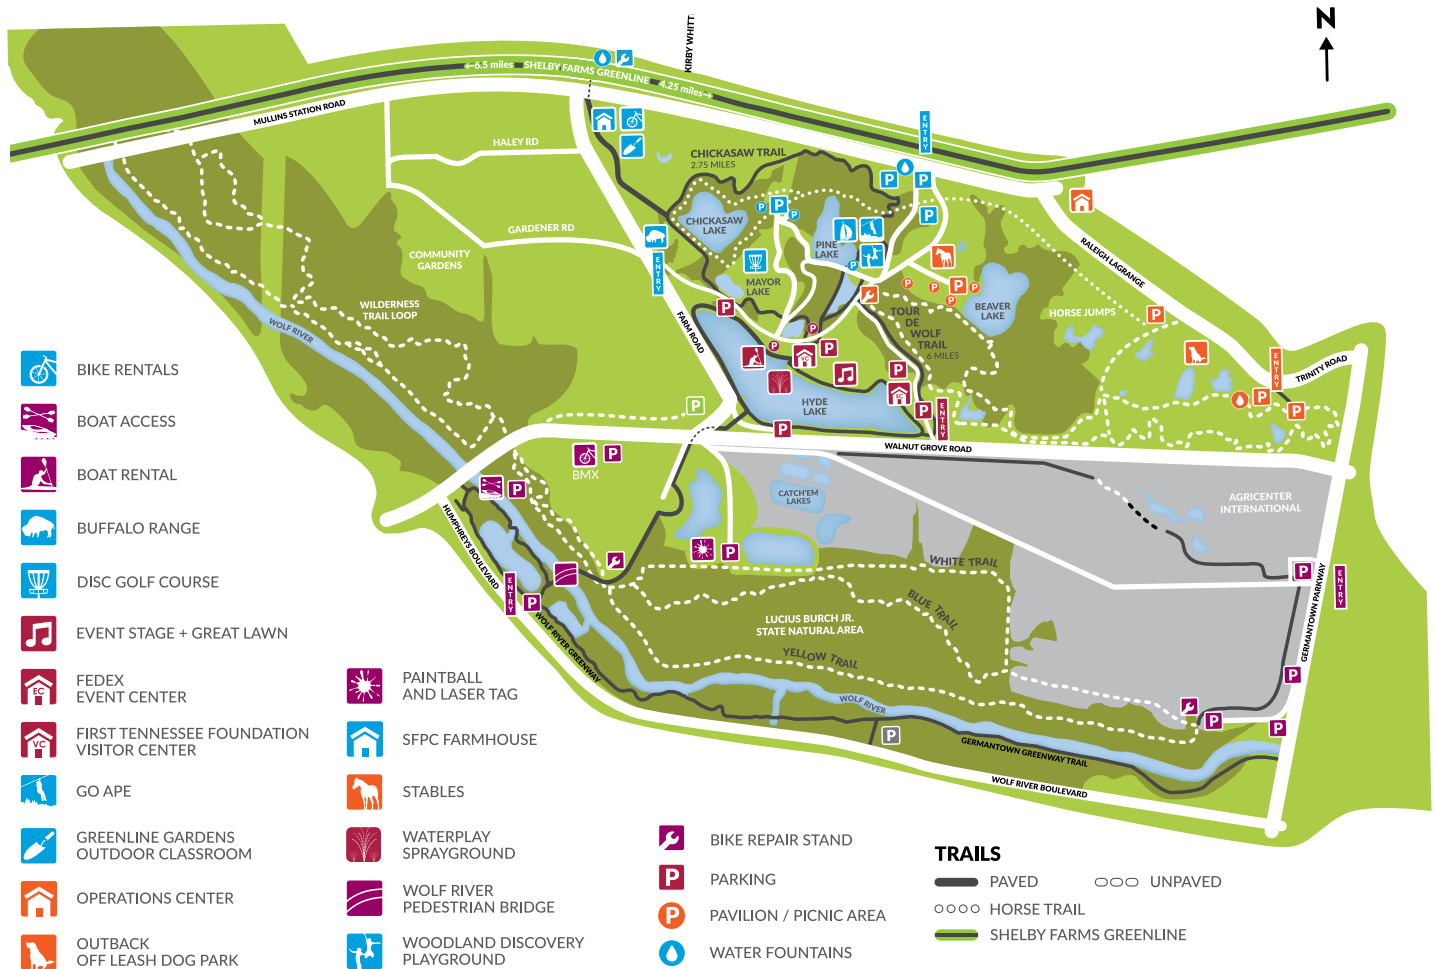 N
KIRBY WHITT
←6.5 miles
SHELBY FARMS GREENLINE
4.25 miles→
MULLINS STATION ROAD
ENTRY
HALEY RD
CHICKASAW TRAIL
2.75 MILES
P
P
P
P
P
P
CHICKASAW
LAKE
GARDENER RD
PINE
LAKE
RALEIGH LAGRANGE
COMMUNITY
GARDENS
ENTRY
MAYOR
LAKE
P
P
P
P
P
P
BEAVER
LAKE
WILDERNESS
TRAIL LOOP
TOUR
DE
WOLF
TRAIL
6 MILES
HORSE JUMPS
P
P
P
FARM ROAD
WOLF RIVER
P
VC
P
P
ENTRY
TRINITY ROAD
EC
HYDE
LAKE
P
P
P
P
P
ENTRY
WALNUT GROVE ROAD
P
BMX
P
CATCH'EM
LAKES
AGRICENTER
INTERNATIONAL
HUMPHREYS BOULEVARD
P
WHITE TRAIL
P
ENTRY
GERMANTOWN PARKWAY
ENTRY
P
BLUE TRAIL
LUCIUS BURCH JR.
STATE NATURAL AREA
WOLF RIVER GREENWAY
YELLOW TRAIL
P
WOLF RIVER
P
P
P
GERMANTOWN GREENWAY TRAIL
WOLF RIVER BOULEVARD
BIKE RENTALS
BOAT ACCESS
BOAT RENTAL
BUFFALO RANGE
DISC GOLF COURSE
EVENT STAGE + GREAT LAWN
EC
FEDEX
EVENT CENTER
VC
FIRST TENNESSEE FOUNDATION
VISITOR CENTER
GO APE
GREENLINE GARDENS
OUTDOOR CLASSROOM
OPERATIONS CENTER
OUTBACK
OFF LEASH DOG PARK
PAINTBALL
AND LASER TAG
SFPC FARMHOUSE
STABLES
WATERPLAY
SPRAYGROUND
WOLF RIVER
PEDESTRIAN BRIDGE
WOODLAND DISCOVERY
PLAYGROUND
BIKE REPAIR STAND
P PARKING
P PAVILION / PICNIC AREA
WATER FOUNTAINS
TRAILS
PAVED
UNPAVED
HORSE TRAIL
SHELBY FARMS GREENLINE